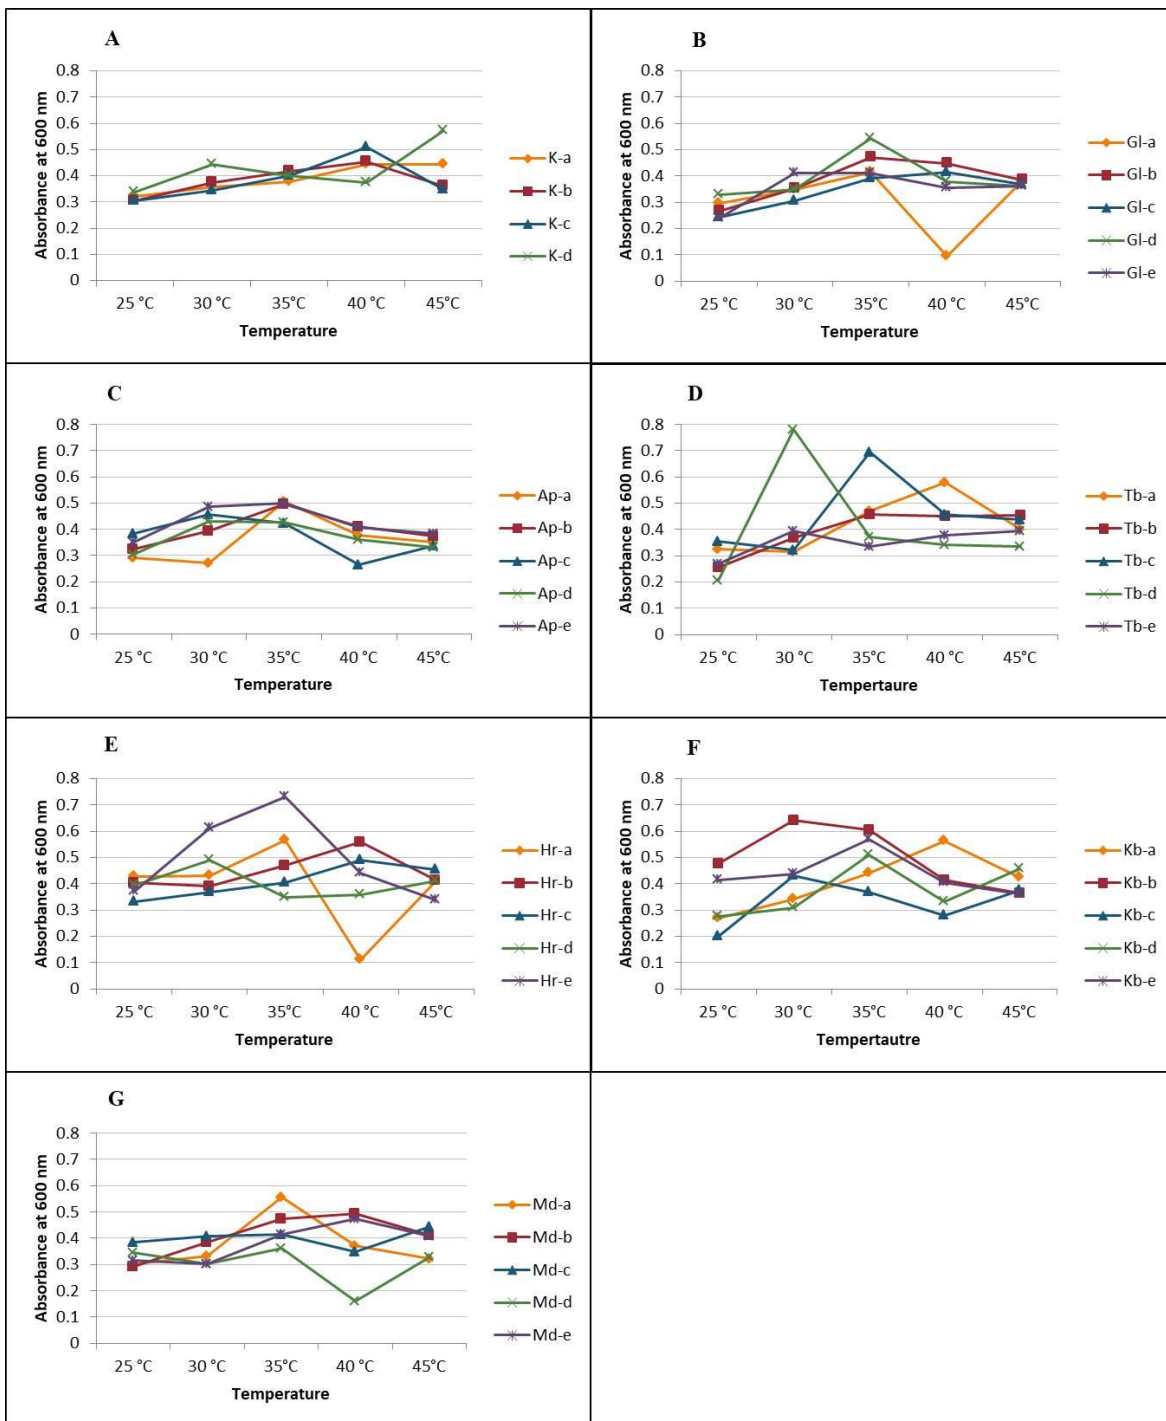 A
Absorbance at 600 nm
0.8
0.7
0.6
0.5
0.4
0.3
0.2
0.1
0
25 °C 30 °C 35°C 40 °C 45°C
Temperature
K-a
K-b
K-c
K-d
B
Absorbance at 600 nm
0.8
0.7
0.6
0.5
0.4
0.3
0.2
0.1
0
25 °C 30 °C 35°C 40 °C 45°C
Temperature
Gl-a
Gl-b
Gl-c
Gl-d
Gl-e
C
Absorbance at 600 nm
0.8
0.7
0.6
0.5
0.4
0.3
0.2
0.1
0
25 °C 30 °C 35°C 40 °C 45°C
Temperature
Ap-a
Ap-b
Ap-c
Ap-d
Ap-e
D
Absorbance at 600 nm
0.8
0.7
0.6
0.5
0.4
0.3
0.2
0.1
0
25 °C 30 °C 35°C 40 °C 45°C
Tempertaure
Tb-a
Tb-b
Tb-c
Tb-d
Tb-e
E
Absorbance at 600 nm
0.8
0.7
0.6
0.5
0.4
0.3
0.2
0.1
0
25 °C 30 °C 35°C 40 °C 45°C
Temperature
Hr-a
Hr-b
Hr-c
Hr-d
Hr-e
F
Absorbance at 600 nm
0.8
0.7
0.6
0.5
0.4
0.3
0.2
0.1
0
25 °C 30 °C 35°C 40 °C 45°C
Tempertautre
Kb-a
Kb-b
Kb-c
Kb-d
Kb-e
G
Absorbance at 600 nm
0.8
0.7
0.6
0.5
0.4
0.3
0.2
0.1
0
25 °C 30 °C 35°C 40 °C 45°C
Temperature
Md-a
Md-b
Md-c
Md-d
Md-e